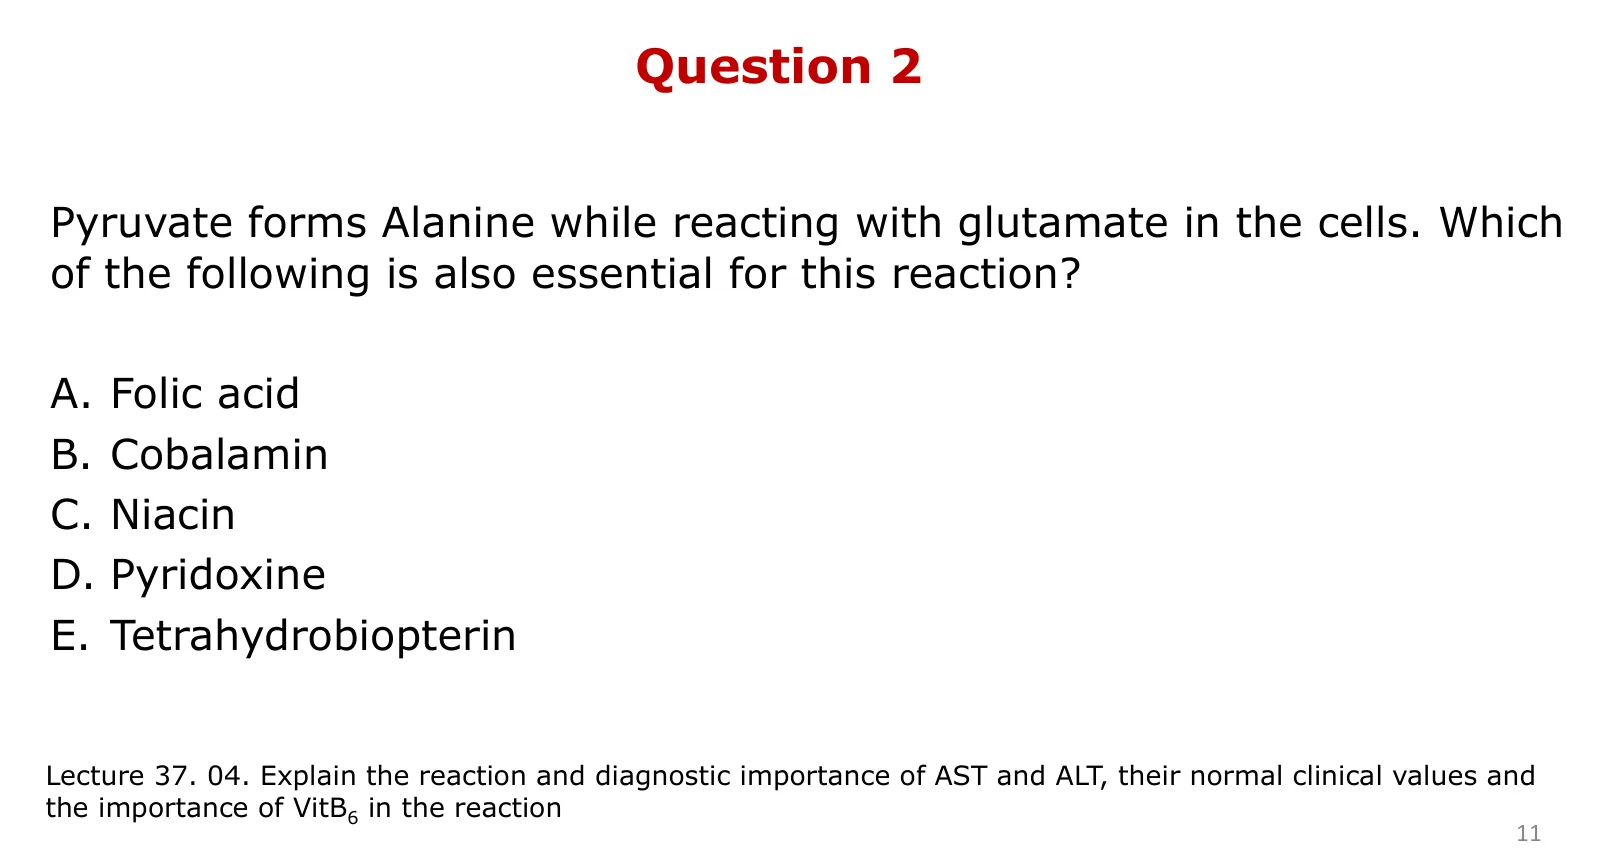 Question 2
Pyruvate forms Alanine while reacting with glutamate in the cells. Which
of the following is also essential for this reaction?
A. Folic acid
B. Cobalamin
C. Niacin
D. Pyridoxine
E. Tetrahydrobiopterin
Lecture 37. 04. Explain the reaction and diagnostic importance of AST and ALT, their normal clinical values and
the importance of VitB₆ in the reaction
11